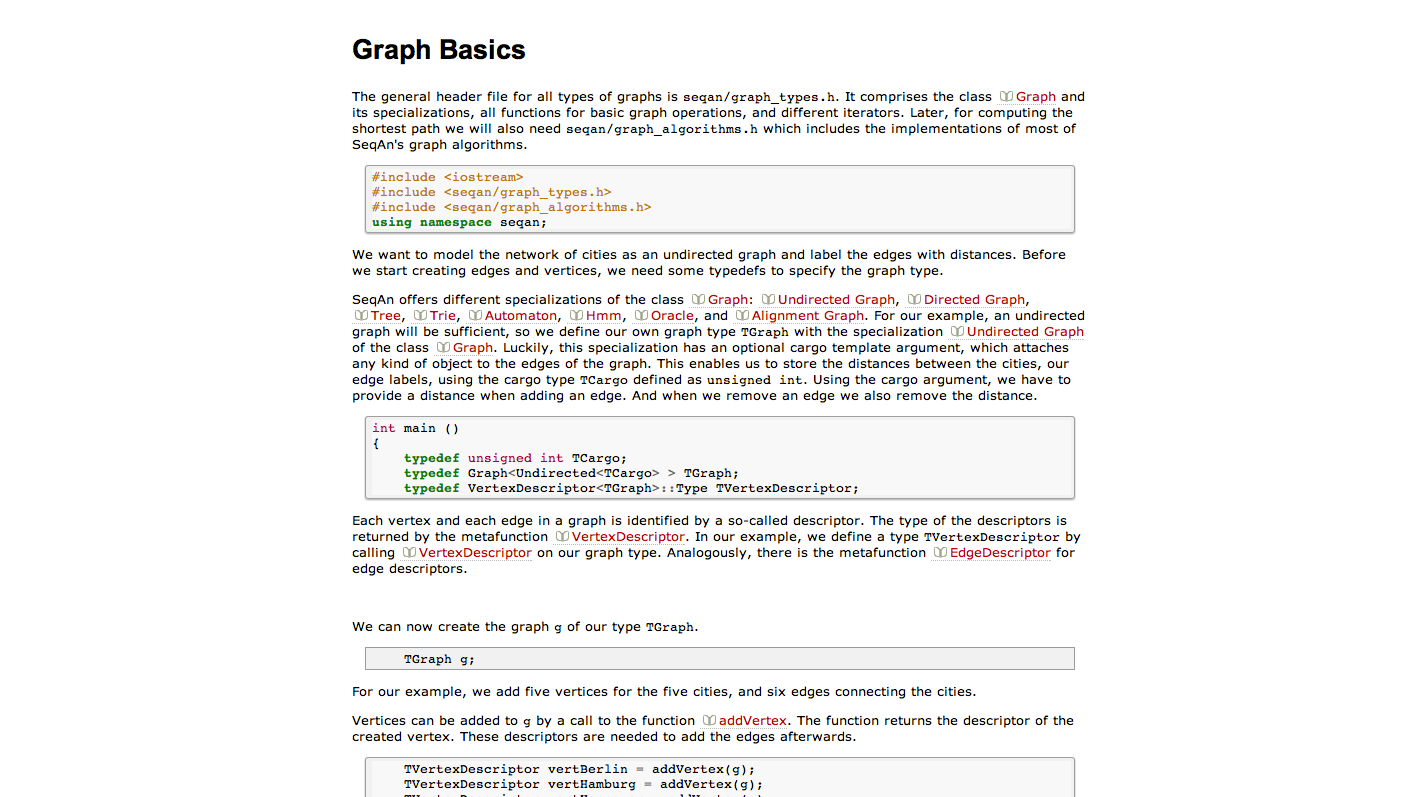 Graph Basics
The general header file for all types of graphs is seqan/graph_types.h. It comprises the class Graph and
its specializations, all functions for basic graph operations, and different iterators. Later, for computing the
shortest path we will also need seqan/graph_algorithms.h which includes the implementations of most of
SeqAn's graph algorithms.
#include <iostream>
#include <seqan/graph_types.h>
#include <seqan/graph_algorithms.h>
using namespace seqan;
We want to model the network of cities as an undirected graph and label the edges with distances. Before
we start creating edges and vertices, we need some typedefs to specify the graph type.
SeqAn offers different specializations of the class Graph: Undirected Graph, Directed Graph,
Tree, Trie, Automaton, Hmm, Oracle, and Alignment Graph. For our example, an undirected
graph will be sufficient, so we define our own graph type TGraph with the specialization Undirected Graph
of the class Graph. Luckily, this specialization has an optional cargo template argument, which attaches
any kind of object to the edges of the graph. This enables us to store the distances between the cities, our
edge labels, using the cargo type TCargo defined as unsigned int. Using the cargo argument, we have to
provide a distance when adding an edge. And when we remove an edge we also remove the distance.
int main ()
{
typedef unsigned int TCargo;
typedef Graph<Undirected<TCargo> > TGraph;
typedef VertexDescriptor<TGraph>::Type TVertexDescriptor;
Each vertex and each edge in a graph is identified by a so-called descriptor. The type of the descriptors is
returned by the metafunction VertexDescriptor. In our example, we define a type TVertexDescriptor by
calling VertexDescriptor on our graph type. Analogously, there is the metafunction EdgeDescriptor for
edge descriptors.
We can now create the graph g of our type TGraph.
TGraph g;
For our example, we add five vertices for the five cities, and six edges connecting the cities.
Vertices can be added to g by a call to the function addVertex. The function returns the descriptor of the
created vertex. These descriptors are needed to add the edges afterwards.
TVertexDescriptor vertBerlin = addVertex(g);
TVertexDescriptor vertHamburg = addVertex(g);